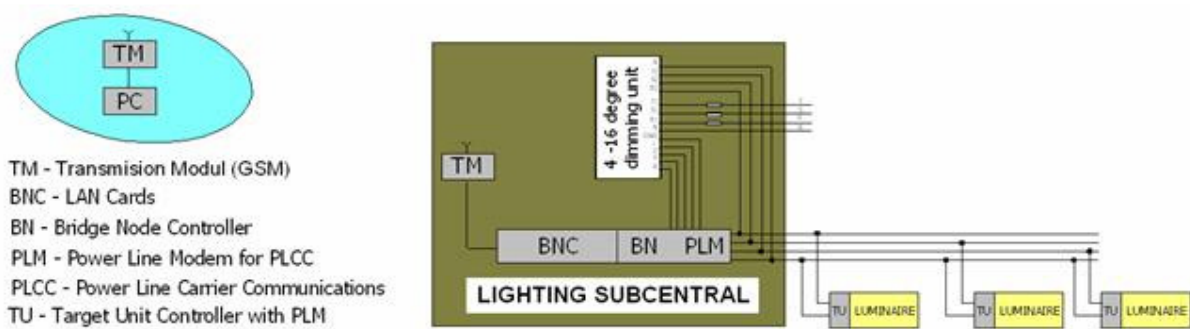 TM
PC
TM - Transmision Modul (GSM)
BNC - LAN Cards
BN - Bridge Node Controller
PLM - Power Line Modem for PLCC
PLCC - Power Line Carrier Communications
TU - Target Unit Controller with PLM
4 -16 degree
dimming unit
TM
BNC BN PLM
LIGHTING SUBCENTRAL
TU LUMINAIRE
TU LUMINAIRE
TU LUMINAIRE